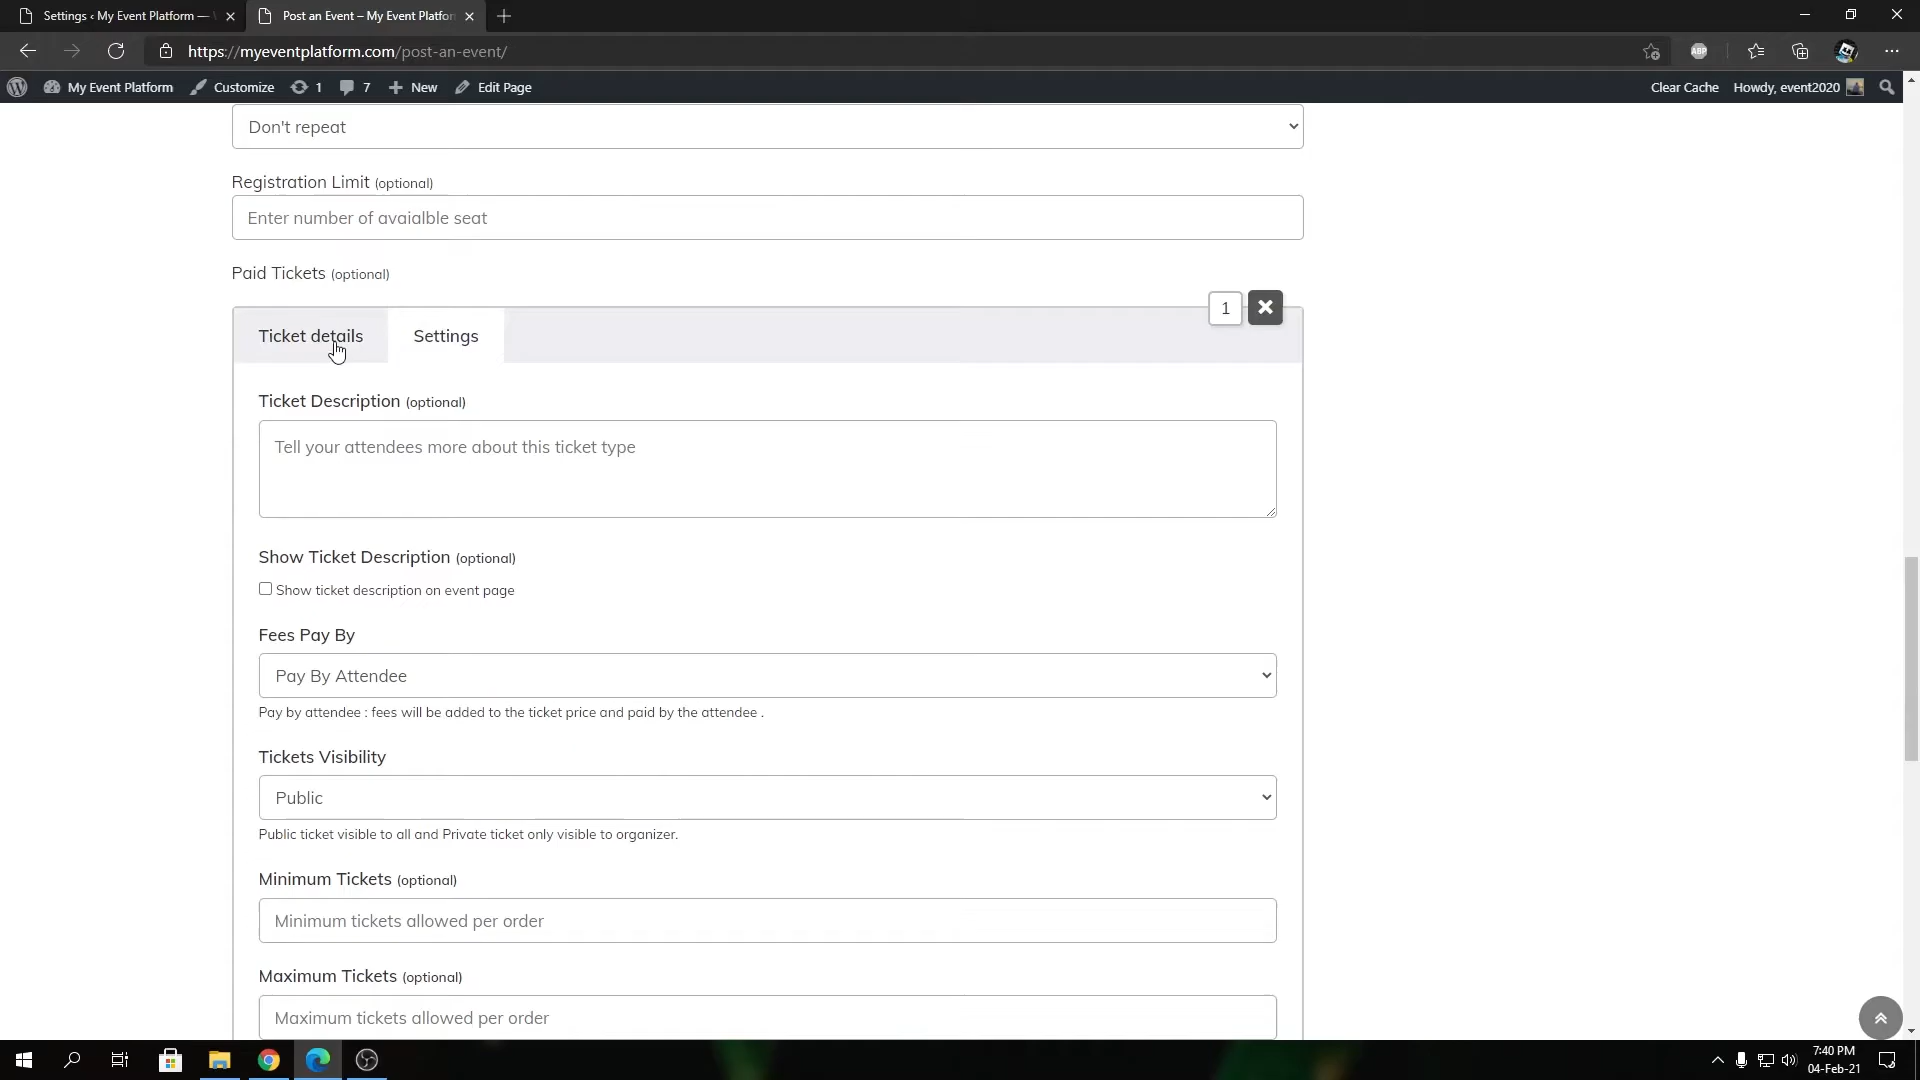 Settings ‹ My Event Platform —
Post an Event – My Event Platfor
https://myeventplatform.com/post-an-event/
ABP
My Event Platform
Customize
1
7
New
Edit Page
Clear Cache
Howdy, event2020
Don't repeat
Registration Limit (optional)
Enter number of avaialble seat
Paid Tickets (optional)
1
Ticket details
Settings
Ticket Description (optional)
Tell your attendees more about this ticket type
Show Ticket Description (optional)
Show ticket description on event page
Fees Pay By
Pay By Attendee
Pay by attendee : fees will be added to the ticket price and paid by the attendee .
Tickets Visibility
Public
Public ticket visible to all and Private ticket only visible to organizer.
Minimum Tickets (optional)
Minimum tickets allowed per order
Maximum Tickets (optional)
Maximum tickets allowed per order
7:40 PM
04-Feb-21